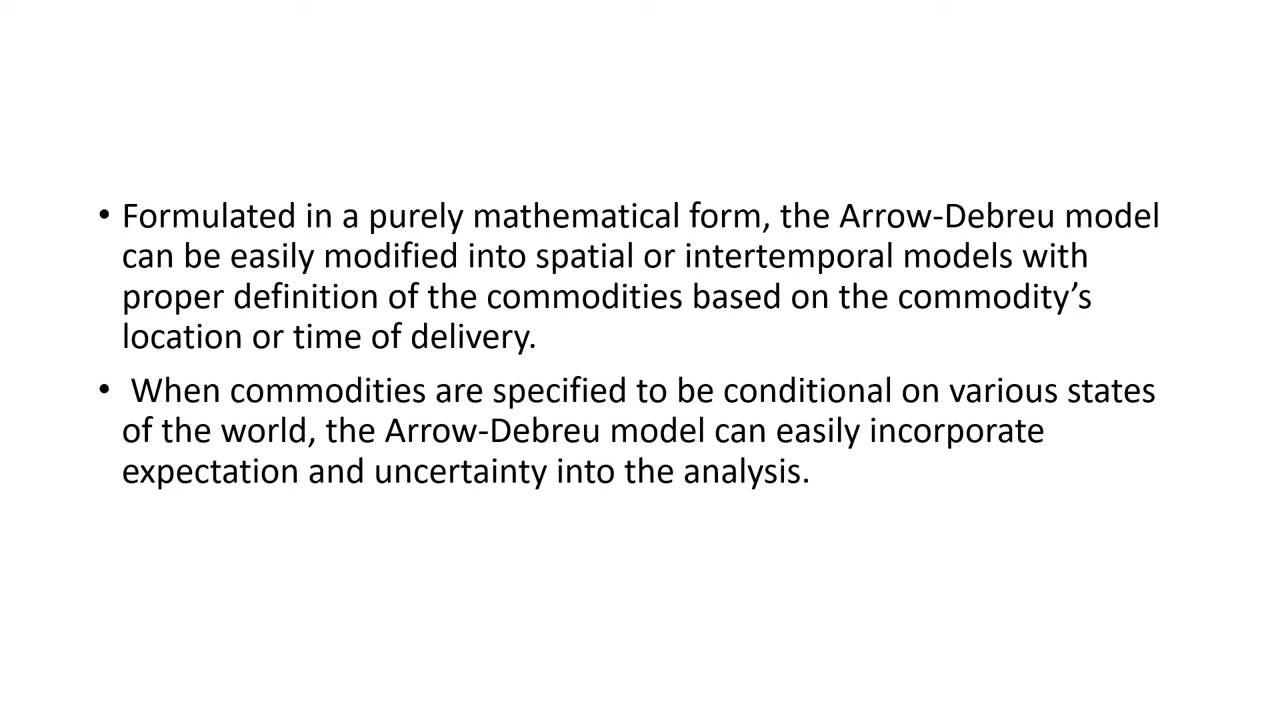 • Formulated in a purely mathematical form, the Arrow-Debreu model
can be easily modified into spatial or intertemporal models with
proper definition of the commodities based on the commodity’s
location or time of delivery.
• When commodities are specified to be conditional on various states
of the world, the Arrow-Debreu model can easily incorporate
expectation and uncertainty into the analysis.